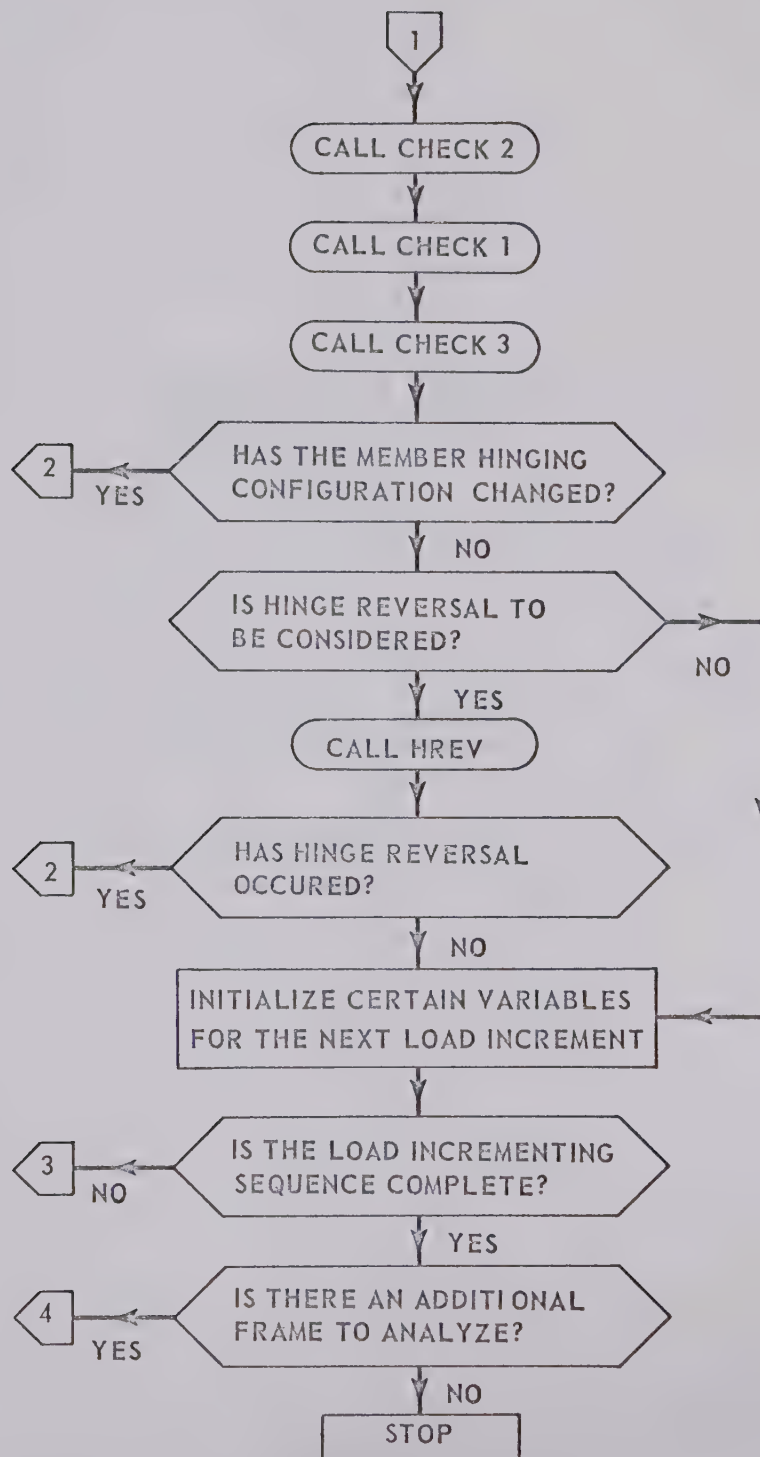 1
CALL CHECK 2
CALL CHECK 1
CALL CHECK 3
HAS THE MEMBER HINGING
CONFIGURATION CHANGED?
2
YES
NO
IS HINGE REVERSAL TO
BE CONSIDERED?
NO
YES
CALL HREV
HAS HINGE REVERSAL
OCCURED?
2
YES
NO
INITIALIZE CERTAIN VARIABLES
FOR THE NEXT LOAD INCREMENT
IS THE LOAD INCREMENTING
SEQUENCE COMPLETE?
3
NO
YES
IS THERE AN ADDITIONAL
FRAME TO ANALYZE?
4
YES
NO
STOP